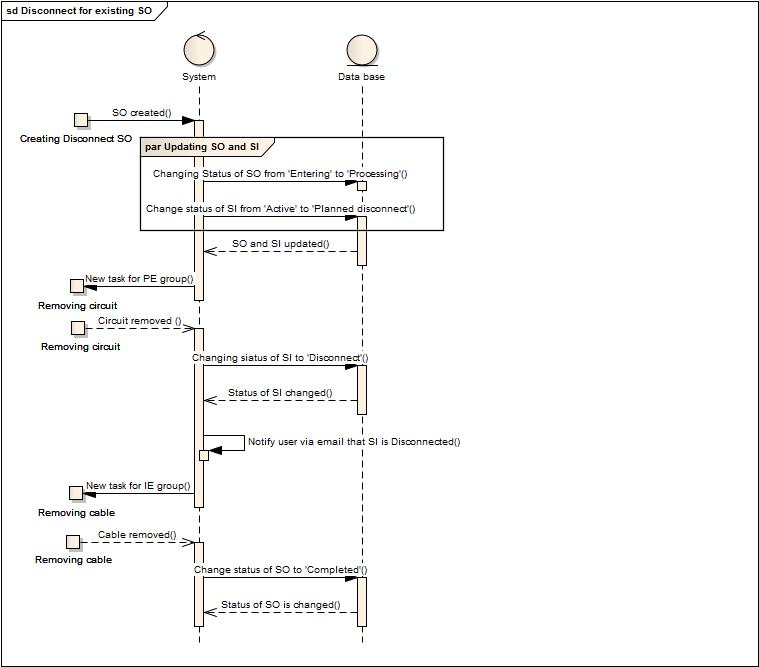 sd Disconnect for existing SO
System
Data base
SO created()
Creating Disconnect SO
par Updating SO and SI
Changing Status of SO from 'Entering' to 'Processing'()
Change status of SI from 'Active' to 'Planned disconnect'()
SO and SI updated()
New task for PE group()
Removing circuit
Circuit removed ()
Removing circuit
Changing siatus of SI to 'Disconnect'()
Status of SI changed()
Notify user via email that SI is Disconnected()
New task for IE group()
Removing cable
Cable removed()
Removing cable
Change status of SO to 'Completed'()
Status of SO is changed()